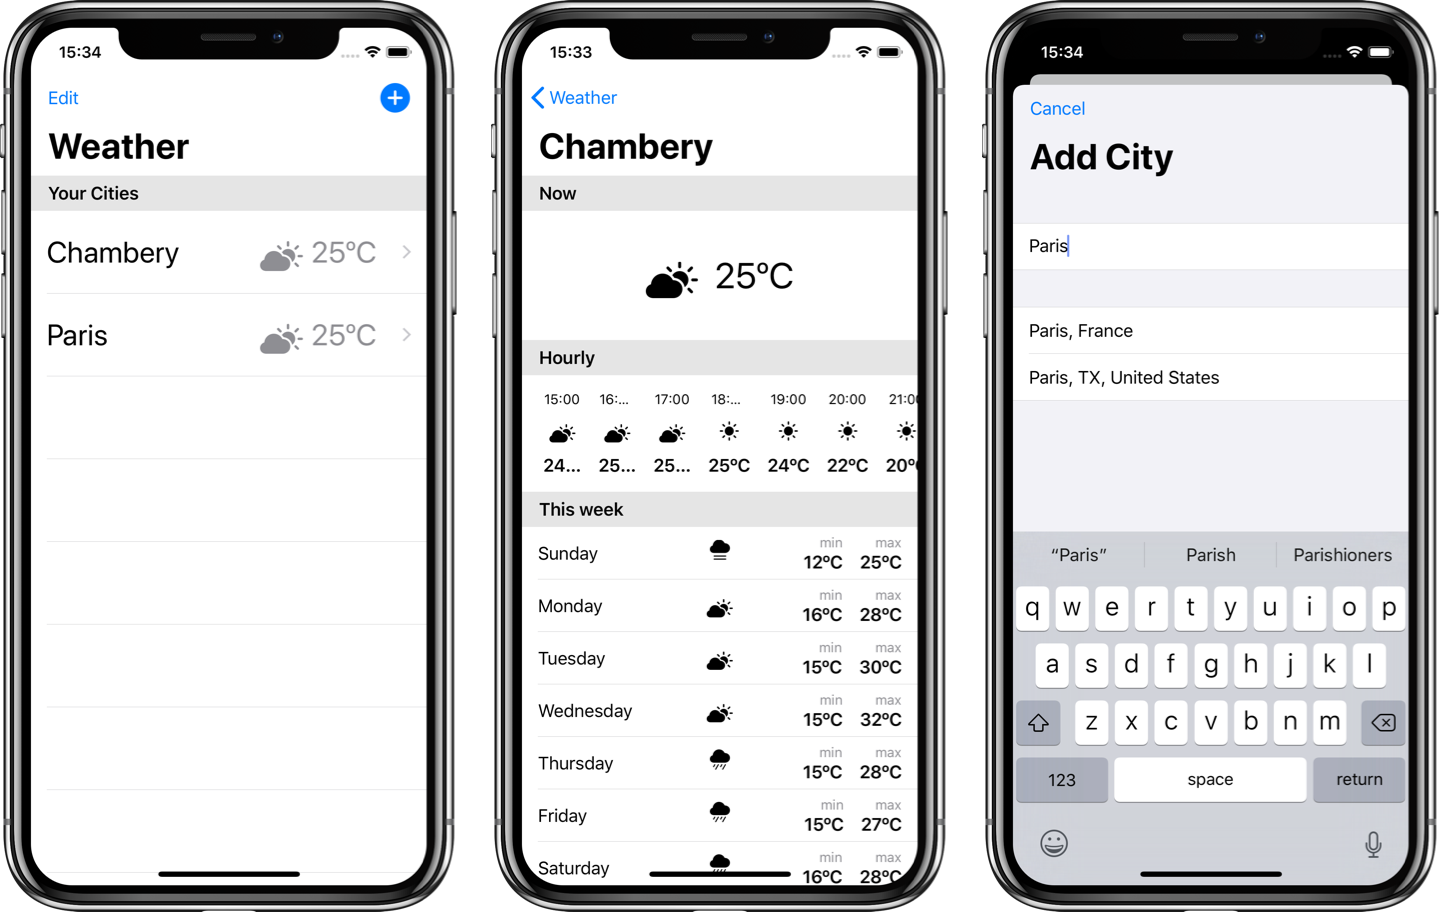 15:34
Edit
Weather
Your Cities
Chambery 25°C
Paris 25°C
15:33
Weather
Chambery
Now
25°C
Hourly
15:00 16:... 17:00 18:... 19:00 20:00 21:0
24... 25... 25... 25°C 24°C 22°C 20°
This week
min max
Sunday 12°C 25°C
min max
Monday 16°C 28°C
min max
Tuesday 15°C 30°C
min max
Wednesday 15°C 32°C
min max
Thursday 15°C 28°C
min max
Friday 15°C 27°C
min max
Saturday 16°C 28°C
15:34
Cancel
Add City
Paris
Paris, France
Paris, TX, United States
“Paris” Parish Parishioners
q w e r t y u i o p
a s d f g h j k l
z x c v b n m
123 space return